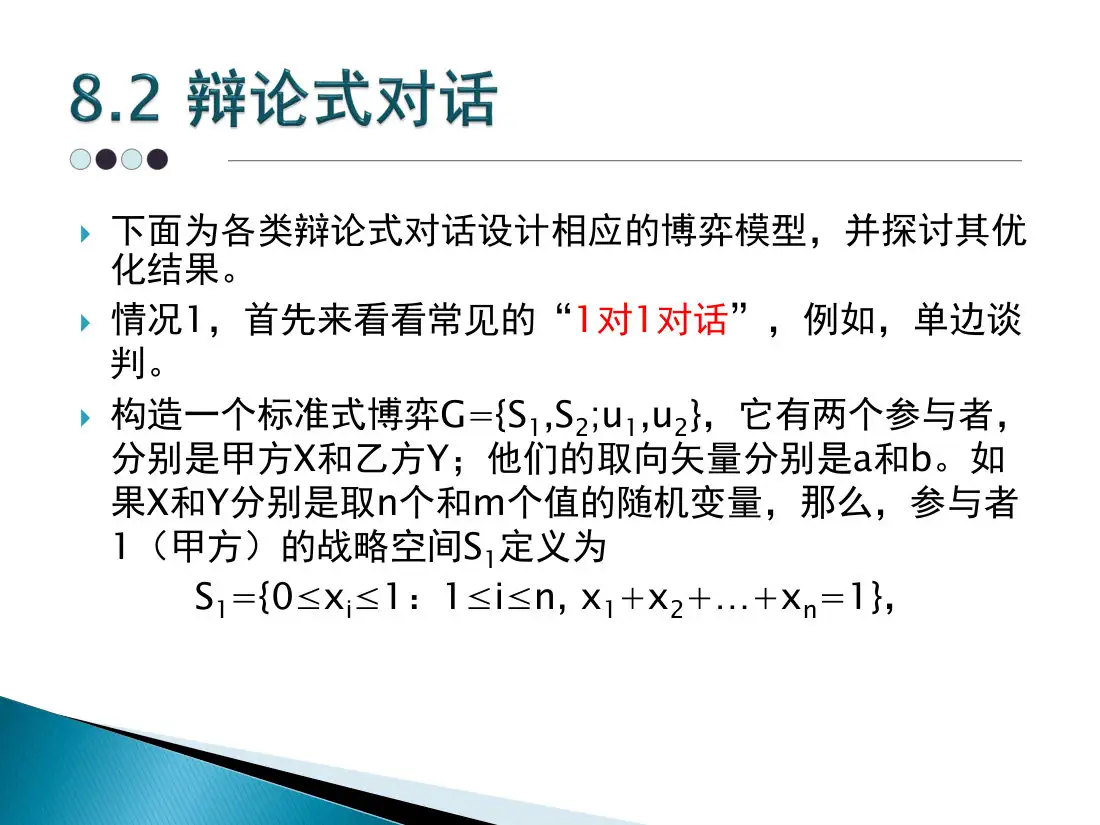 8.2 辩论式对话
下面为各类辩论式对话设计相应的博弈模型，并探讨其优
化结果。
情况1，首先来看看常见的“1对1对话”，例如，单边谈
判。
构造一个标准式博弈G={S₁,S₂;u₁,u₂}，它有两个参与者，
分别是甲方X和乙方Y；他们的取向矢量分别是a和b。如
果X和Y分别是取n个和m个值的随机变量，那么，参与者
1（甲方）的战略空间S₁定义为
S₁={0≤xᵢ≤1：1≤i≤n, x₁+x₂+…+xₙ=1}，